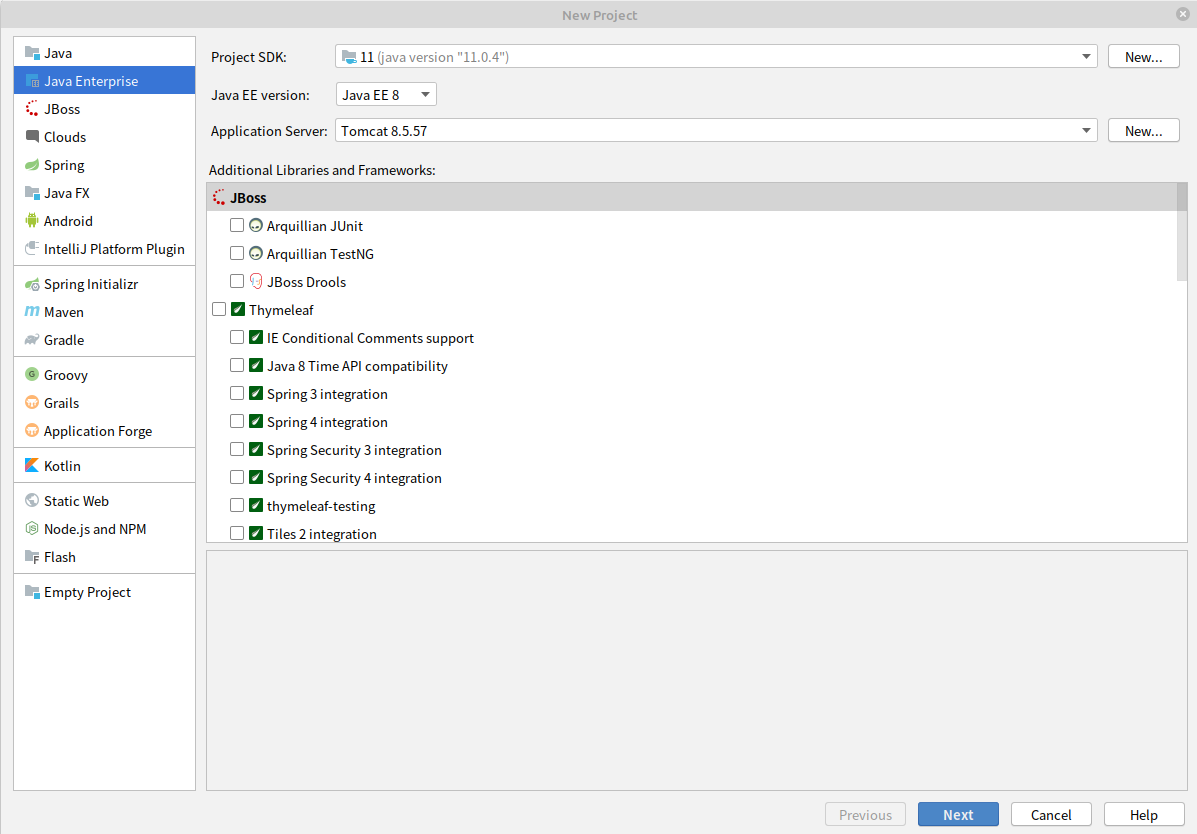 New Project
Java
Java Enterprise
JBoss
Clouds
Spring
Java FX
Android
IntelliJ Platform Plugin
Spring Initializr
Maven
Gradle
Groovy
Grails
Application Forge
Kotlin
Static Web
Node.js and NPM
Flash
Empty Project
Project SDK: 11 (java version "11.0.4") New...
Java EE version: Java EE 8
Application Server: Tomcat 8.5.57 New...
Additional Libraries and Frameworks:
JBoss
Arquillian JUnit
Arquillian TestNG
JBoss Drools
Thymeleaf
IE Conditional Comments support
Java 8 Time API compatibility
Spring 3 integration
Spring 4 integration
Spring Security 3 integration
Spring Security 4 integration
thymeleaf-testing
Tiles 2 integration
Previous Next Cancel Help